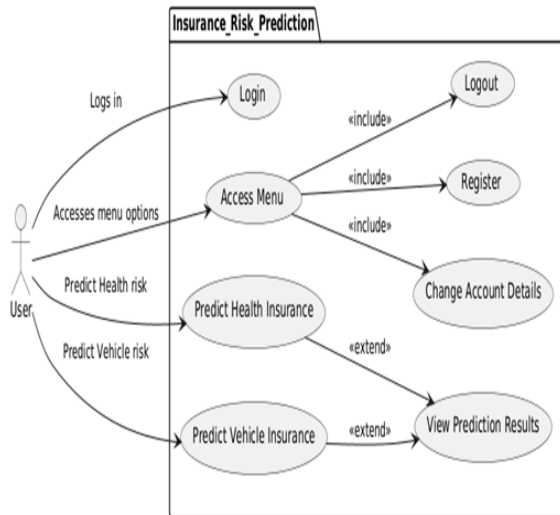 Insurance_Risk_Prediction
Logs in
Login
Logout
«include»
Accesses menu options
Access Menu
«include»
Register
«include»
User
Predict Health risk
Predict Health Insurance
Change Account Details
Predict Vehicle risk
«extend»
Predict Vehicle Insurance
«extend»
View Prediction Results